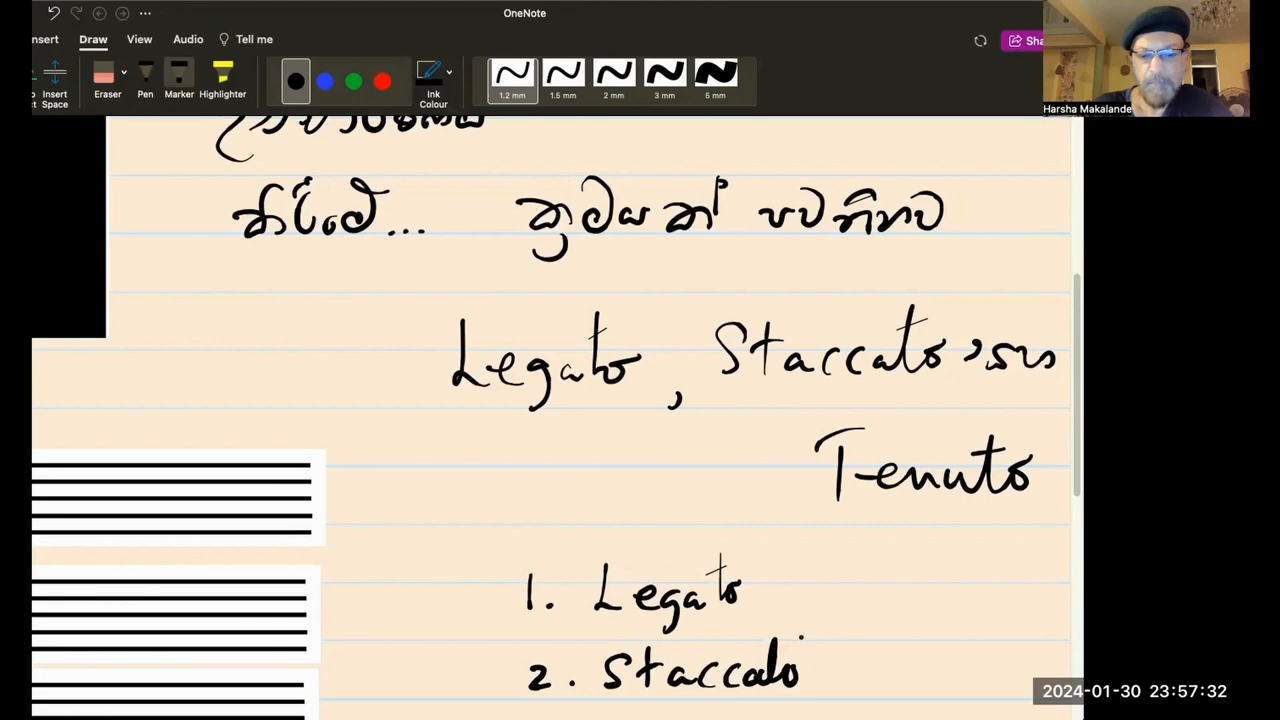 OneNote
nsert Draw View Audio Tell me
Sha
Insert Space
Eraser
Pen
Marker
Highlighter
Ink Colour
1.2 mm 1.5 mm 2 mm 3 mm 5 mm
Harsha Makalande
කිරීමේ... ක්‍රමයක් පවතිනව
Legato, Staccato, සහ
Tenuto
1. Legato
2. Staccato
2024-01-30 23:57:32